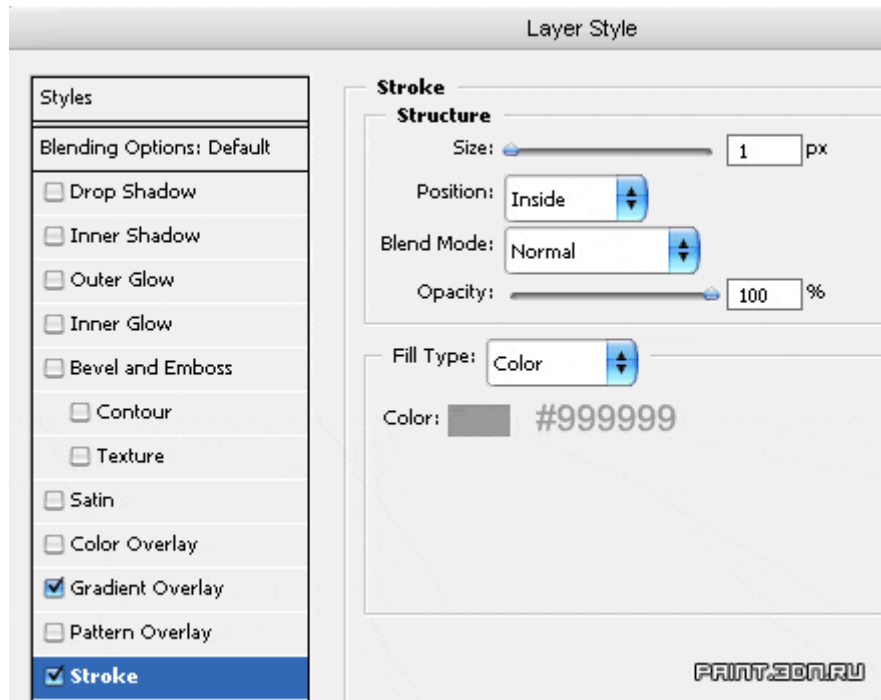 Layer Style
Styles
Blending Options: Default
Drop Shadow
Inner Shadow
Outer Glow
Inner Glow
Bevel and Emboss
Contour
Texture
Satin
Color Overlay
Gradient Overlay
Pattern Overlay
Stroke
Stroke
Structure
Size: 1 px
Position: Inside
Blend Mode: Normal
Opacity: 100 %
Fill Type: Color
Color: #999999
PRINT.3DN.RU